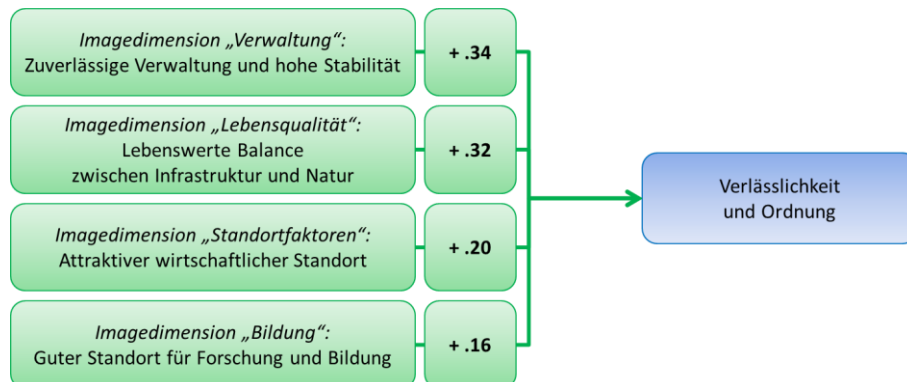 Imagedimension „Verwaltung“:
Zuverlässige Verwaltung und hohe Stabilität
+ .34
Imagedimension „Lebensqualität“:
Lebenswerte Balance
zwischen Infrastruktur und Natur
+ .32
Imagedimension „Standortfaktoren“:
Attraktiver wirtschaftlicher Standort
+ .20
Imagedimension „Bildung“:
Guter Standort für Forschung und Bildung
+ .16
Verlässlichkeit
und Ordnung